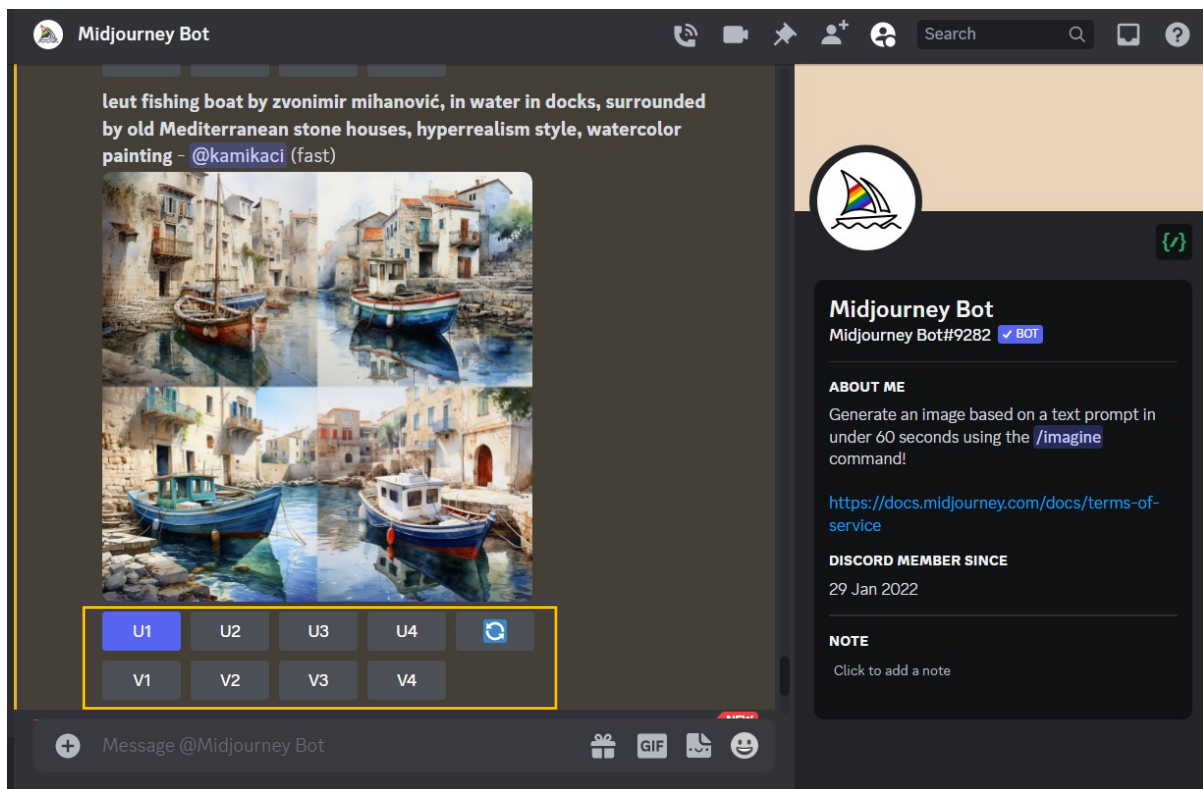 Midjourney Bot
Search
leut fishing boat by zvonimir mihanović, in water in docks, surrounded
by old Mediterranean stone houses, hyperrealism style, watercolor
painting - @kamikaci (fast)
U1 U2 U3 U4
V1 V2 V3 V4
NEW
Message @Midjourney Bot
GIF
{/}
Midjourney Bot
Midjourney Bot#9282 ✓ BOT
ABOUT ME
Generate an image based on a text prompt in
under 60 seconds using the /imagine
command!
https://docs.midjourney.com/docs/terms-of-
service
DISCORD MEMBER SINCE
29 Jan 2022
NOTE
Click to add a note